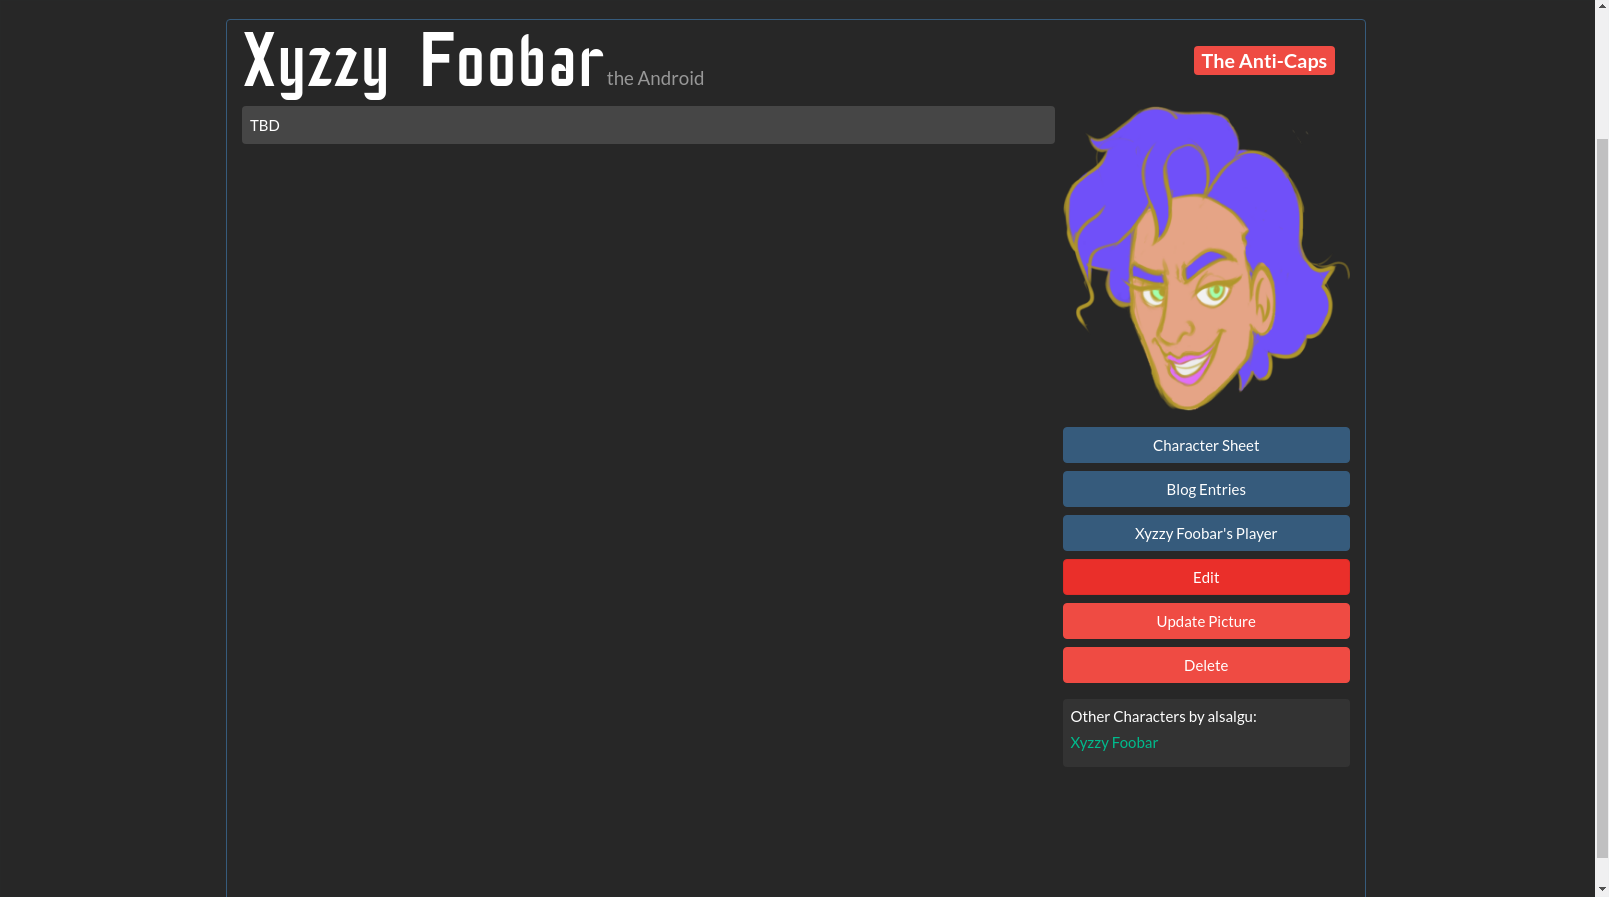 Xyzzy Foobar the Android
The Anti-Caps
TBD
Character Sheet
Blog Entries
Xyzzy Foobar's Player
Edit
Update Picture
Delete
Other Characters by alsalgu:
Xyzzy Foobar